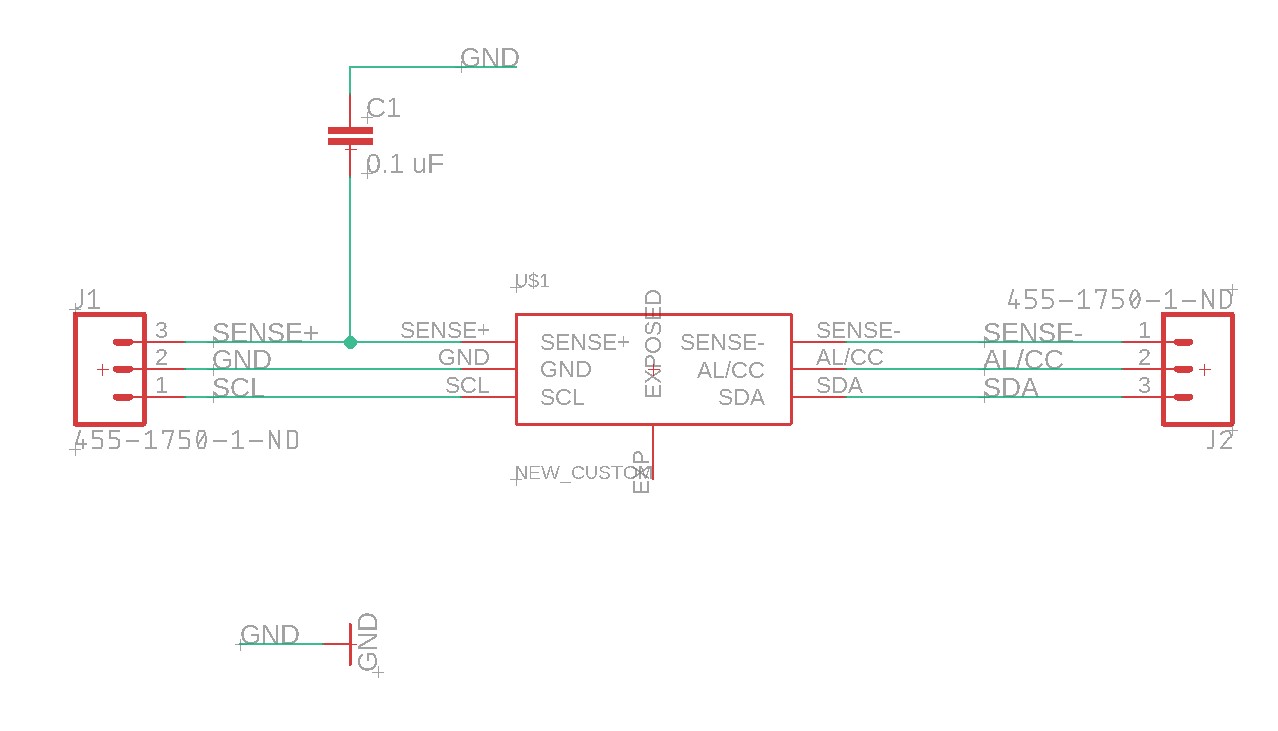 GND
C1
0.1 uF
U$1
J1
455-1750-1-ND
3 SENSE+ SENSE+ SENSE+ EXPOSED SENSE- SENSE- SENSE- 1
2 GND GND GND AL/CC AL/CC AL/CC 2
1 SCL SCL SCL SDA SDA SDA 3
455-1750-1-ND
J2
NEW_CUSTOM
EXP
GND
GND